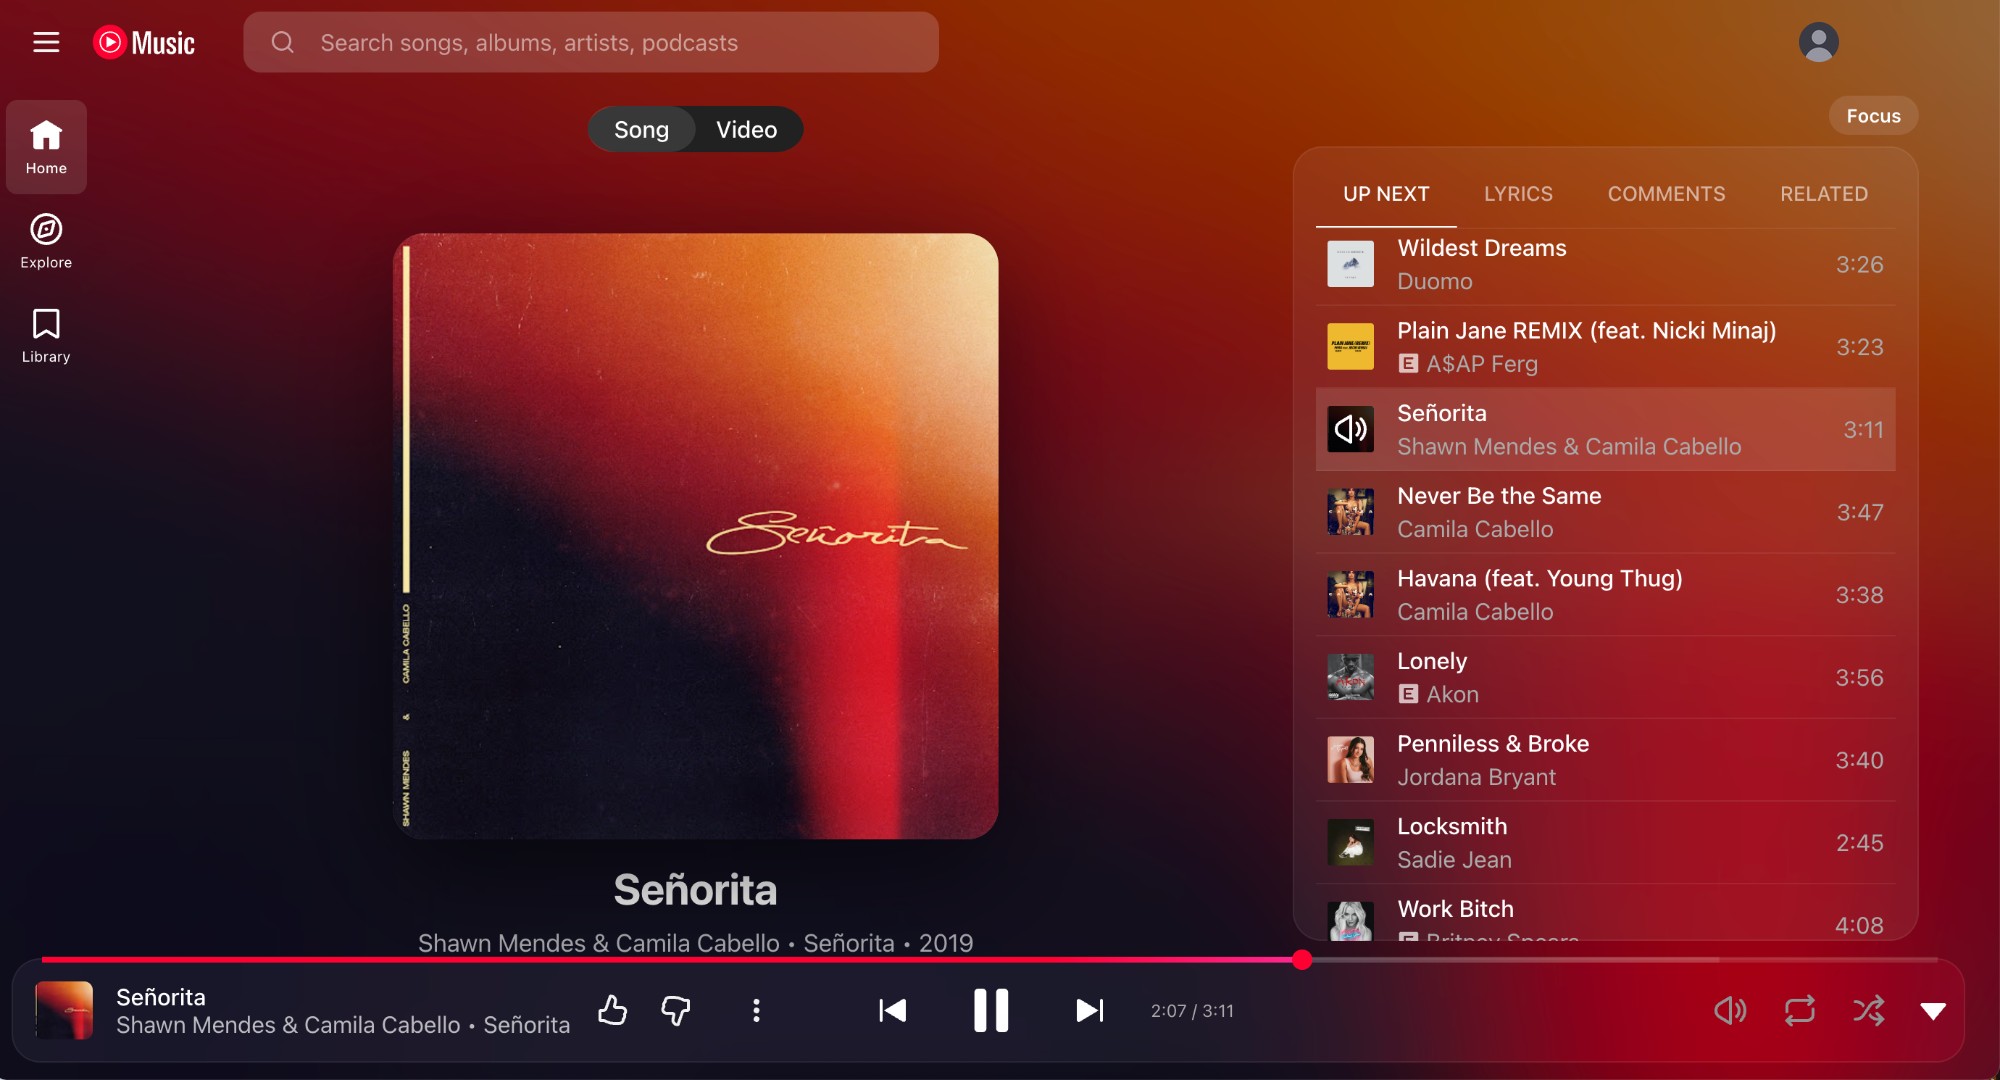 Music
Search songs, albums, artists, podcasts
Home
Explore
Library
Song
Video
Señorita
SHAWN MENDES & CAMILA CABELLO
Señorita
Shawn Mendes & Camila Cabello • Señorita • 2019
Focus
UP NEXT
LYRICS
COMMENTS
RELATED
Wildest Dreams
Duomo
3:26
Plain Jane REMIX (feat. Nicki Minaj)
E A$AP Ferg
3:23
Señorita
Shawn Mendes & Camila Cabello
3:11
Never Be the Same
Camila Cabello
3:47
Havana (feat. Young Thug)
Camila Cabello
3:38
Lonely
E Akon
3:56
Penniless & Broke
Jordana Bryant
3:40
Locksmith
Sadie Jean
2:45
Work Bitch
E Britney Spears
4:08
Señorita
Shawn Mendes & Camila Cabello • Señorita
2:07 / 3:11